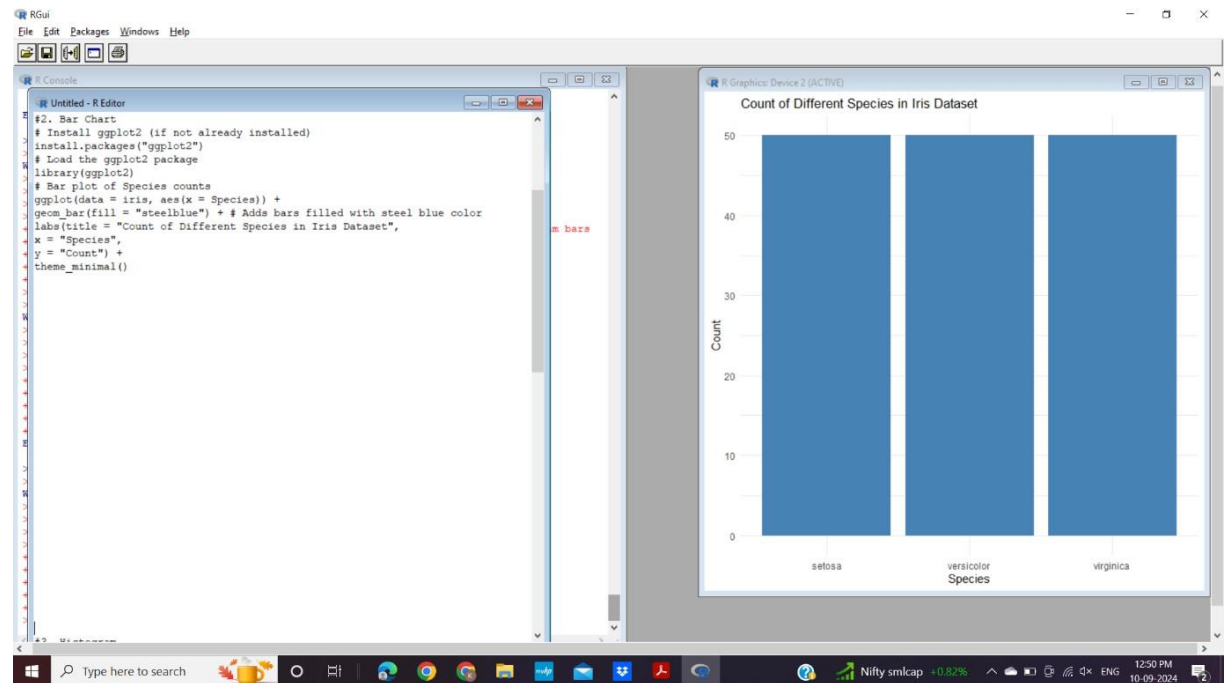 RGui
File Edit Packages Windows Help
R Console
Untitled - R Editor
#2. Bar Chart
# Install ggplot2 (if not already installed)
install.packages("ggplot2")
# Load the ggplot2 package
library(ggplot2)
# Bar plot of Species counts
ggplot(data = iris, aes(x = Species)) +
geom_bar(fill = "steelblue") + # Adds bars filled with steel blue color
labs(title = "Count of Different Species in Iris Dataset",
x = "Species",
y = "Count") +
theme_minimal()
bars
R Graphics: Device 2 (ACTIVE)
Count of Different Species in Iris Dataset
50
40
30
20
10
0
Count
setosa versicolor virginica
Species
Type here to search
Nifty smlcap +0.82%
ENG
12:50 PM
10-09-2024
2